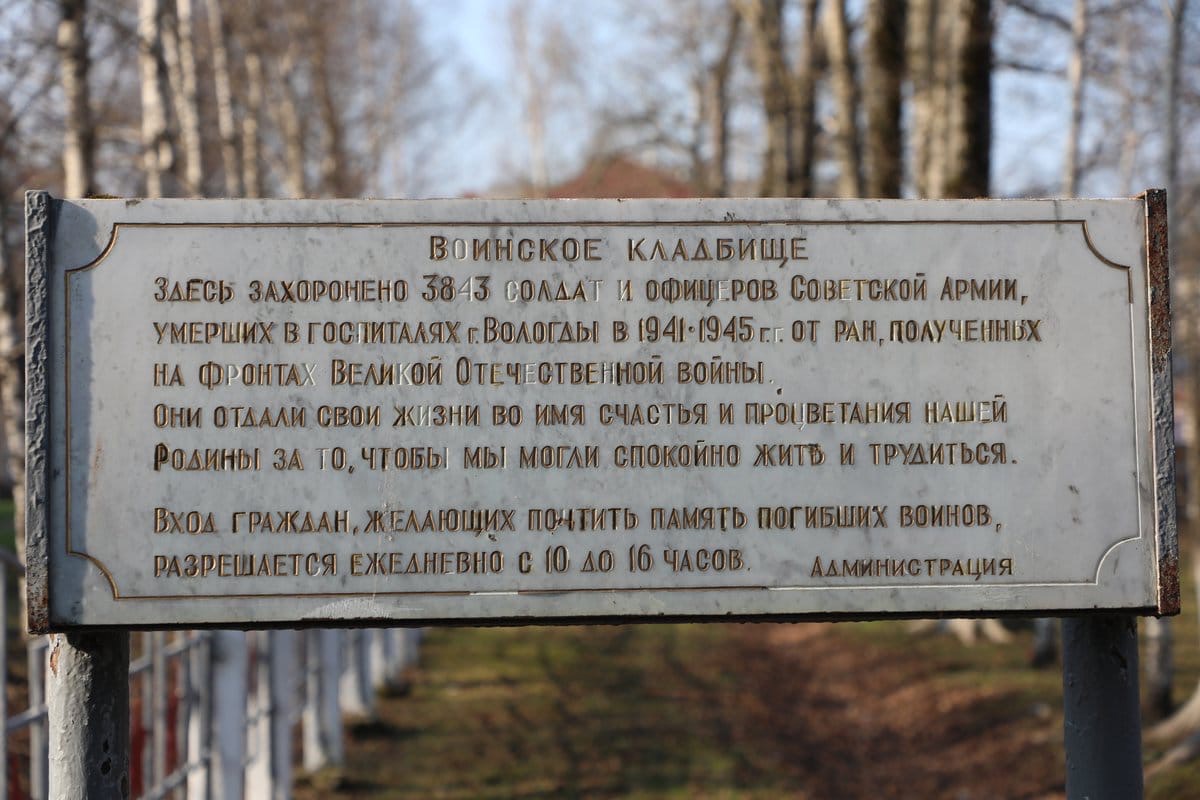 Воинское кладбище
Здесь захоронено 3843 солдат и офицеров Советской Армии,
умерших в госпиталях г. Вологды в 1941-1945 г.г. от ран, полученных
на фронтах Великой Отечественной войны.
Они отдали свои жизни во имя счастья и процветания нашей
Родины за то, чтобы мы могли спокойно жить и трудиться.
Вход граждан, желающих почтить память погибших воинов,
разрешается ежедневно с 10 до 16 часов. Администрация